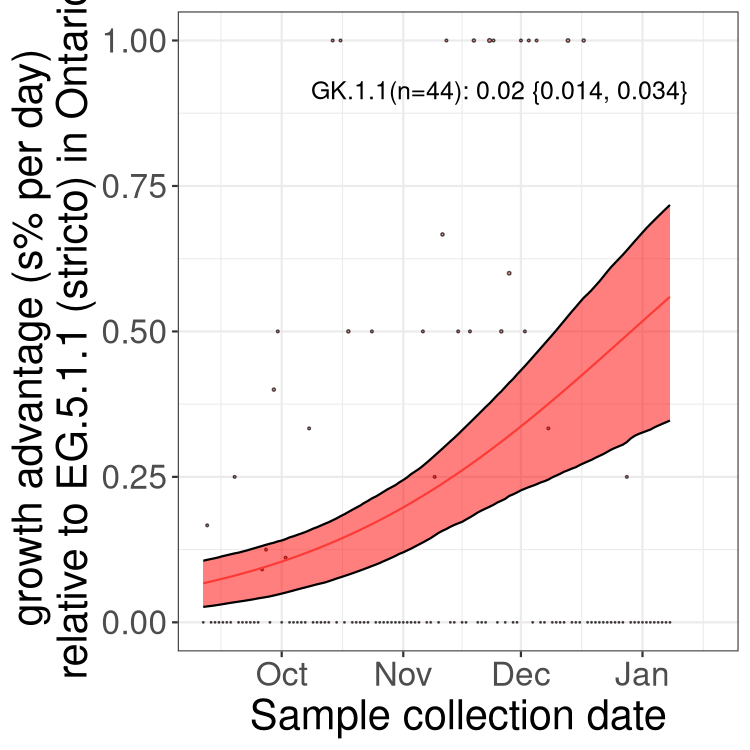 growth advantage (s% per day)
relative to EG.5.1.1 (stricto) in Ontario
1.00
0.75
0.50
0.25
0.00
GK.1.1(n=44): 0.02 {0.014, 0.034}
Oct Nov Dec Jan
Sample collection date